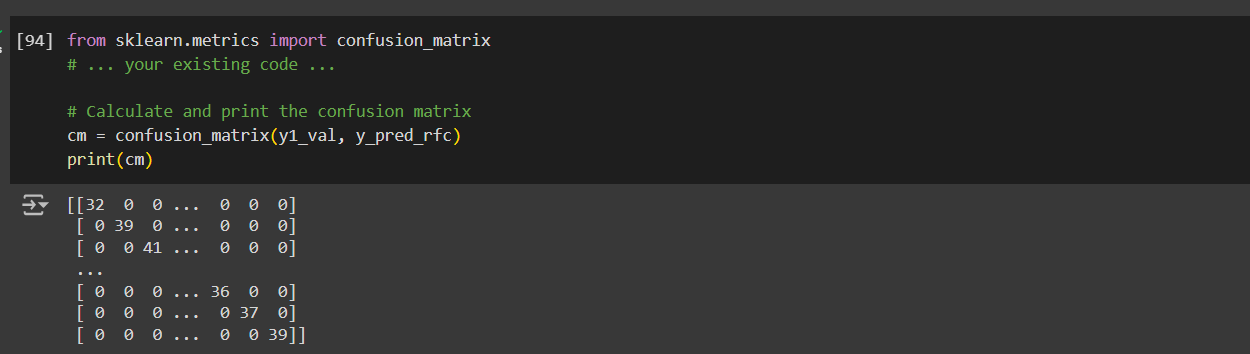 [94] from sklearn.metrics import confusion_matrix
# ... your existing code ...
# Calculate and print the confusion matrix
cm = confusion_matrix(y1_val, y_pred_rfc)
print(cm)
[[32 0 0 ... 0 0 0]
[ 0 39 0 ... 0 0 0]
[ 0 0 41 ... 0 0 0]
...
[ 0 0 0 ... 36 0 0]
[ 0 0 0 ... 0 37 0]
[ 0 0 0 ... 0 0 39]]